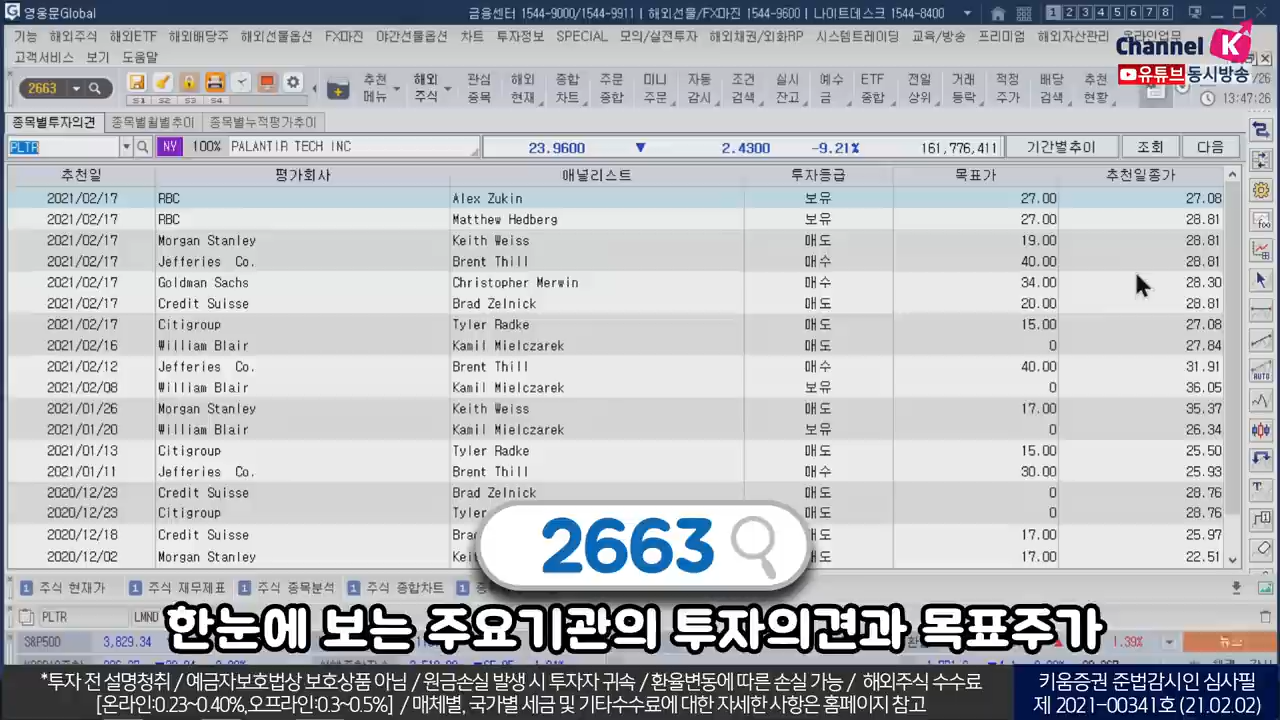 영웅문Global
금융센터 1544-9000/1544-9911 | 해외선물/FX마진 1544-9600 | 나이트데스크 1544-8400
1 2 3 4 5 6 7 8
기능 해외주식 해외ETF 해외배당주 해외선물옵션 FX마진 야간선물옵션 차트 투자정보 SPECIAL 모의/실전투자 해외채권/외화RP 시스템트레이딩 교육/방송 프리미엄 해외자산관리 온라인업무
고객서비스 보기 도움말
Channel K
유튜브동시방송
2663
S1 S2 S3 S4
추천 메뉴
해외 주식
관심 종목
해외 현재
종합 차트
주문 종합
미니 주문
자동 감시
조건 검색
실시 잔고
예수 금
ETF 종합
전일 상위
거래 등락
적정 주가
배당 검색
추천 현황
13:47:26
종목별투자의견 종목별월별추이 종목별누적평가추이
PLTR NY 100% PALANTIR TECH INC 23.9600 ▼ 2.4300 -9.21% 161,776,411 기간별추이 조회 다음
추천일 평가회사 애널리스트 투자등급 목표가 추천일종가
2021/02/17 RBC Alex Zukin 보유 27.00 27.08
2021/02/17 RBC Matthew Hedberg 보유 27.00 28.81
2021/02/17 Morgan Stanley Keith Weiss 매도 19.00 28.81
2021/02/17 Jefferies Co. Brent Thill 매수 40.00 28.81
2021/02/17 Goldman Sachs Christopher Merwin 매수 34.00 28.30
2021/02/17 Credit Suisse Brad Zelnick 매도 20.00 28.81
2021/02/17 Citigroup Tyler Radke 매도 15.00 27.08
2021/02/16 William Blair Kamil Mielczarek 매도 0 27.84
2021/02/12 Jefferies Co. Brent Thill 매수 40.00 31.91
2021/02/08 William Blair Kamil Mielczarek 보유 0 36.05
2021/01/26 Morgan Stanley Keith Weiss 매도 17.00 35.37
2021/01/20 William Blair Kamil Mielczarek 보유 0 26.34
2021/01/13 Citigroup Tyler Radke 매도 15.00 25.50
2021/01/11 Jefferies Co. Brent Thill 매수 30.00 25.93
2020/12/23 Credit Suisse Brad Zelnick 매도 0 28.76
2020/12/23 Citigroup Tyler 매도 0 28.76
2020/12/18 Credit Suisse 17.00 25.97
2020/12/02 Morgan Stanley 17.00 22.51
2663
1 주식 현재가 1 주식 재무제표 1 주식 종목분석 1 주식 종합차트 1
PLTR LMND
한눈에 보는 주요기관의 투자의견과 목표주가
S&P500 3,829.34 1.39% 뉴스
*투자 전 설명청취 / 예금자보호법상 보호상품 아님 / 원금손실 발생 시 투자자 귀속 / 환율변동에 따른 손실 가능 / 해외주식 수수료
[온라인:0.23~0.40%,오프라인:0.3~0.5%] / 매체별, 국가별 세금 및 기타수수료에 대한 자세한 사항은 홈페이지 참고
키움증권 준법감시인 심사필
제 2021-00341호 (21.02.02)